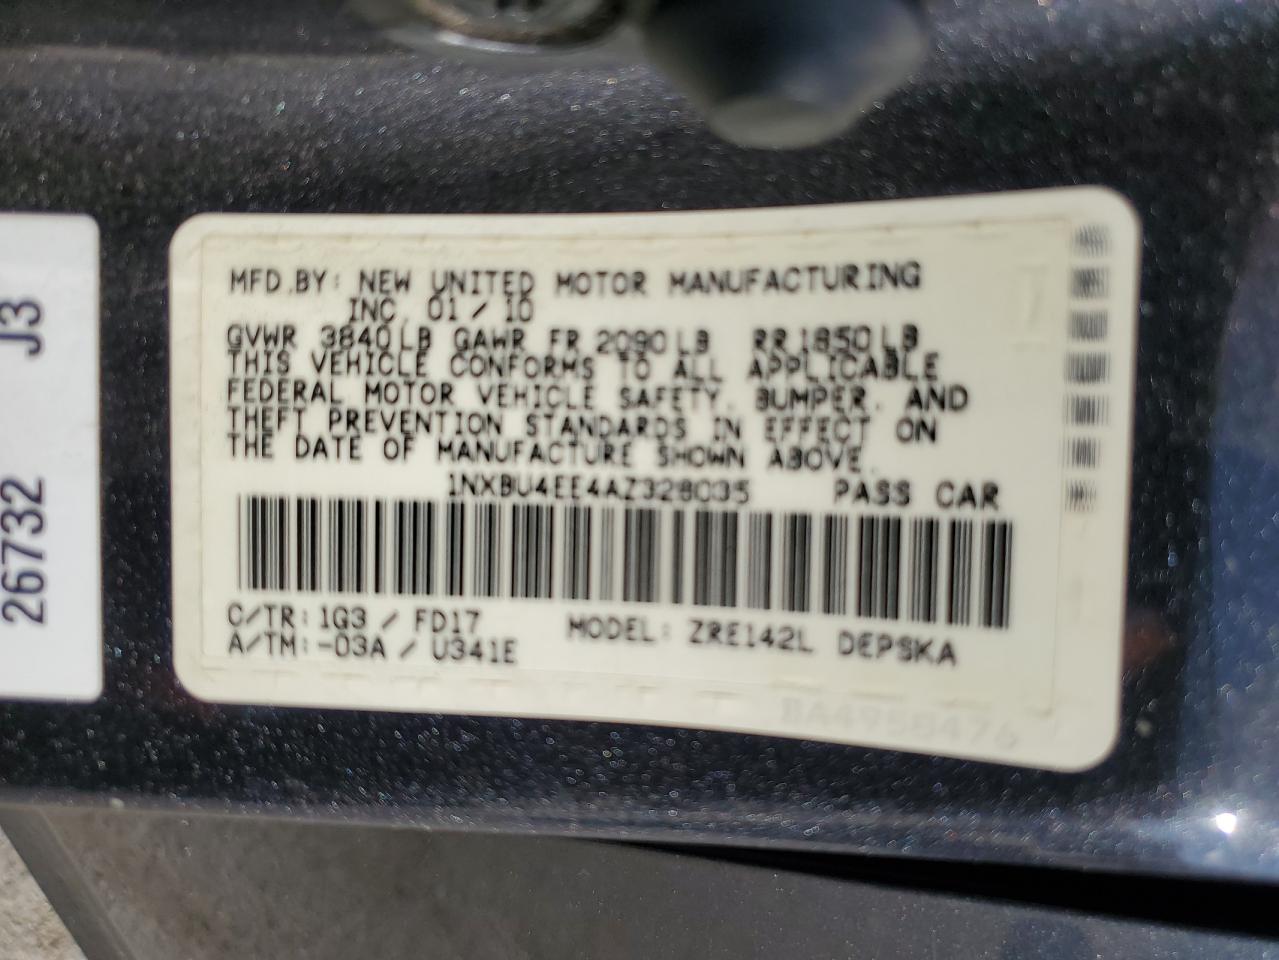 MFD.BY: NEW UNITED MOTOR MANUFACTURING
INC. 01 / 10
GVWR 3840LB GAWR FR 2090LB RR1850LB
THIS VEHICLE CONFORMS TO ALL APPLICABLE
FEDERAL MOTOR VEHICLE SAFETY, BUMPER, AND
THEFT PREVENTION STANDARDS IN EFFECT ON
THE DATE OF MANUFACTURE SHOWN ABOVE.
1NXBU4EE4AZ328035 PASS CAR
C/TR: 1G3 / FD17 MODEL: ZRE142L DEPSKA
A/TM: -03A / U341E
BA4958476
26732 J3